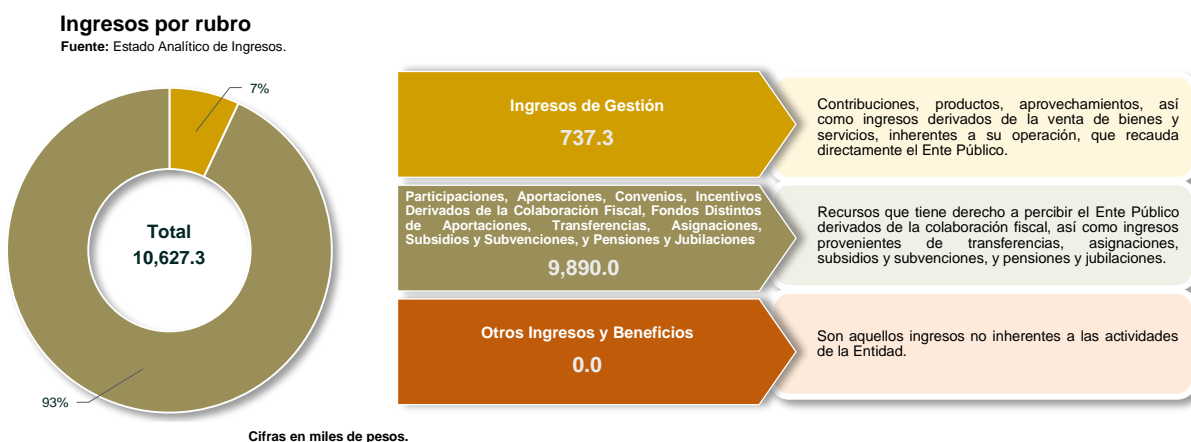 Ingresos por rubro
Fuente: Estado Analítico de Ingresos.
7%
Total
10,627.3
93%
Ingresos de Gestión
737.3
Contribuciones, productos, aprovechamientos, así
como ingresos derivados de la venta de bienes y
servicios, inherentes a su operación, que recauda
directamente el Ente Público.
Participaciones, Aportaciones, Convenios, Incentivos
Derivados de la Colaboración Fiscal, Fondos Distintos
de Aportaciones, Transferencias, Asignaciones,
Subsidios y Subvenciones, y Pensiones y Jubilaciones
9,890.0
Recursos que tiene derecho a percibir el Ente Público
derivados de la colaboración fiscal, así como ingresos
provenientes de transferencias, asignaciones,
subsidios y subvenciones, y pensiones y jubilaciones.
Otros Ingresos y Beneficios
0.0
Son aquellos ingresos no inherentes a las actividades
de la Entidad.
Cifras en miles de pesos.